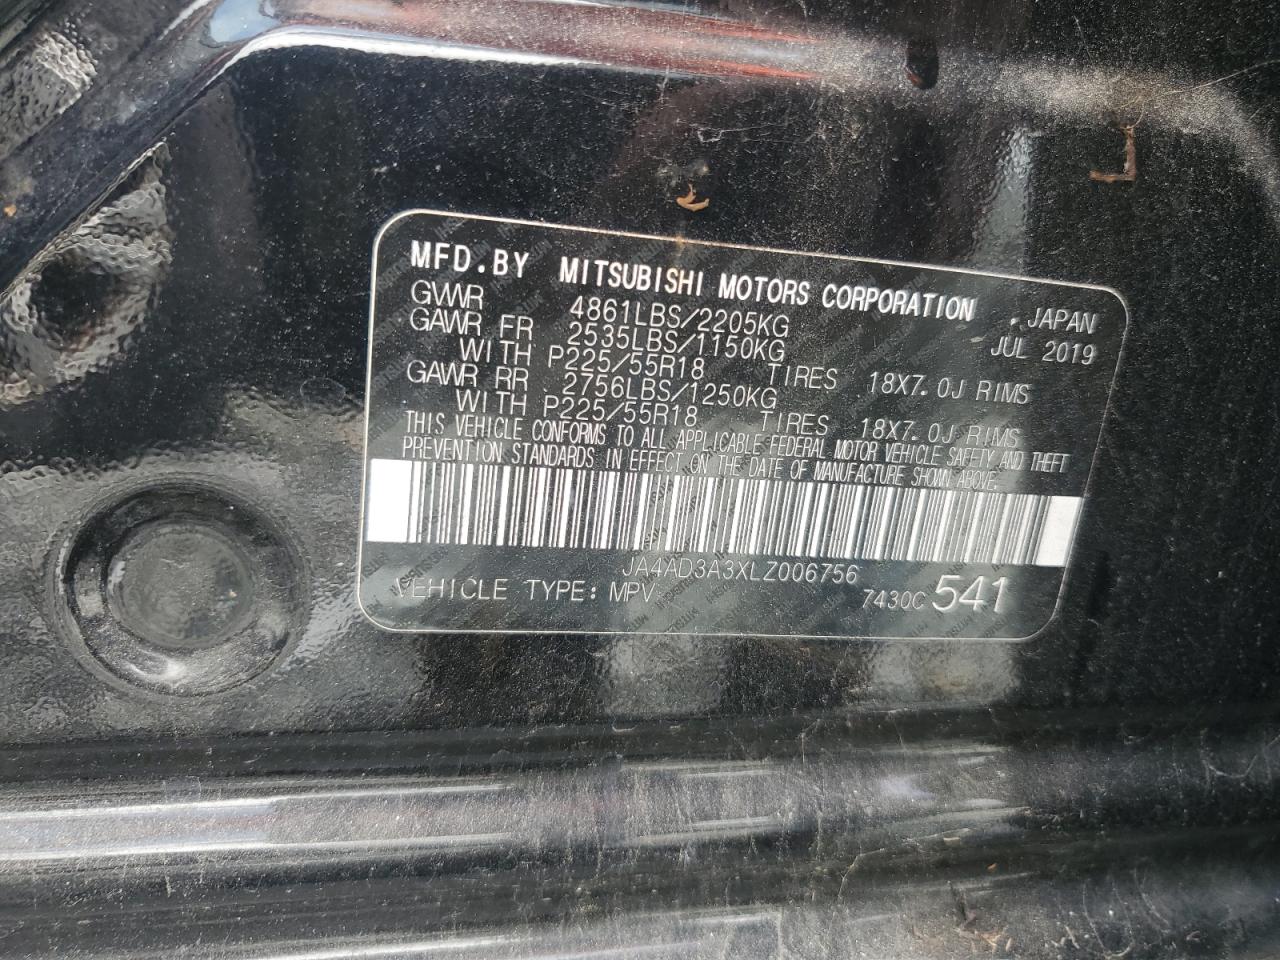 MFD.BY MITSUBISHI MOTORS CORPORATION
GVWR 4861LBS/2205KG JAPAN
GAWR FR 2535LBS/1150KG JUL 2019
WITH P225/55R18 TIRES 18X7.0J RIMS
GAWR RR 2756LBS/1250KG
WITH P225/55R18 TIRES 18X7.0J RIMS
THIS VEHICLE CONFORMS TO ALL APPLICABLE FEDERAL MOTOR VEHICLE SAFETY AND THEFT
PREVENTION STANDARDS IN EFFECT ON THE DATE OF MANUFACTURE SHOWN ABOVE.
JA4AD3A3XLZ006756
VEHICLE TYPE: MPV 7430C 541